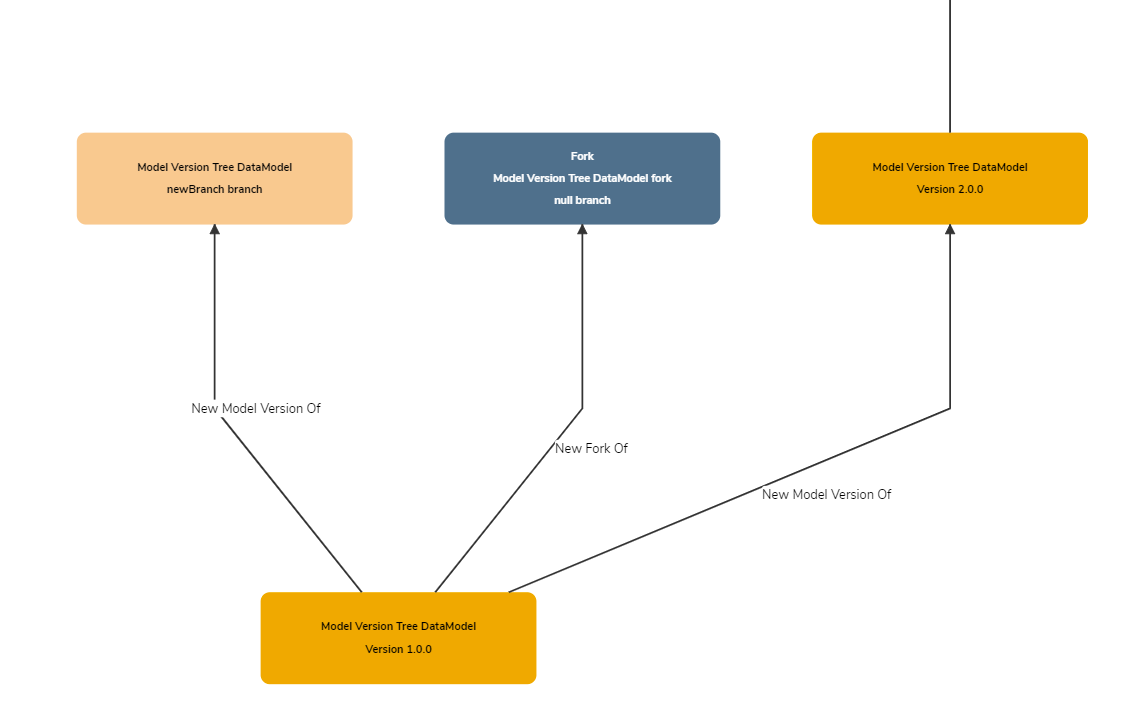 Model Version Tree DataModel
newBranch branch
Fork
Model Version Tree DataModel fork
null branch
Model Version Tree DataModel
Version 2.0.0
New Model Version Of
New Fork Of
New Model Version Of
Model Version Tree DataModel
Version 1.0.0